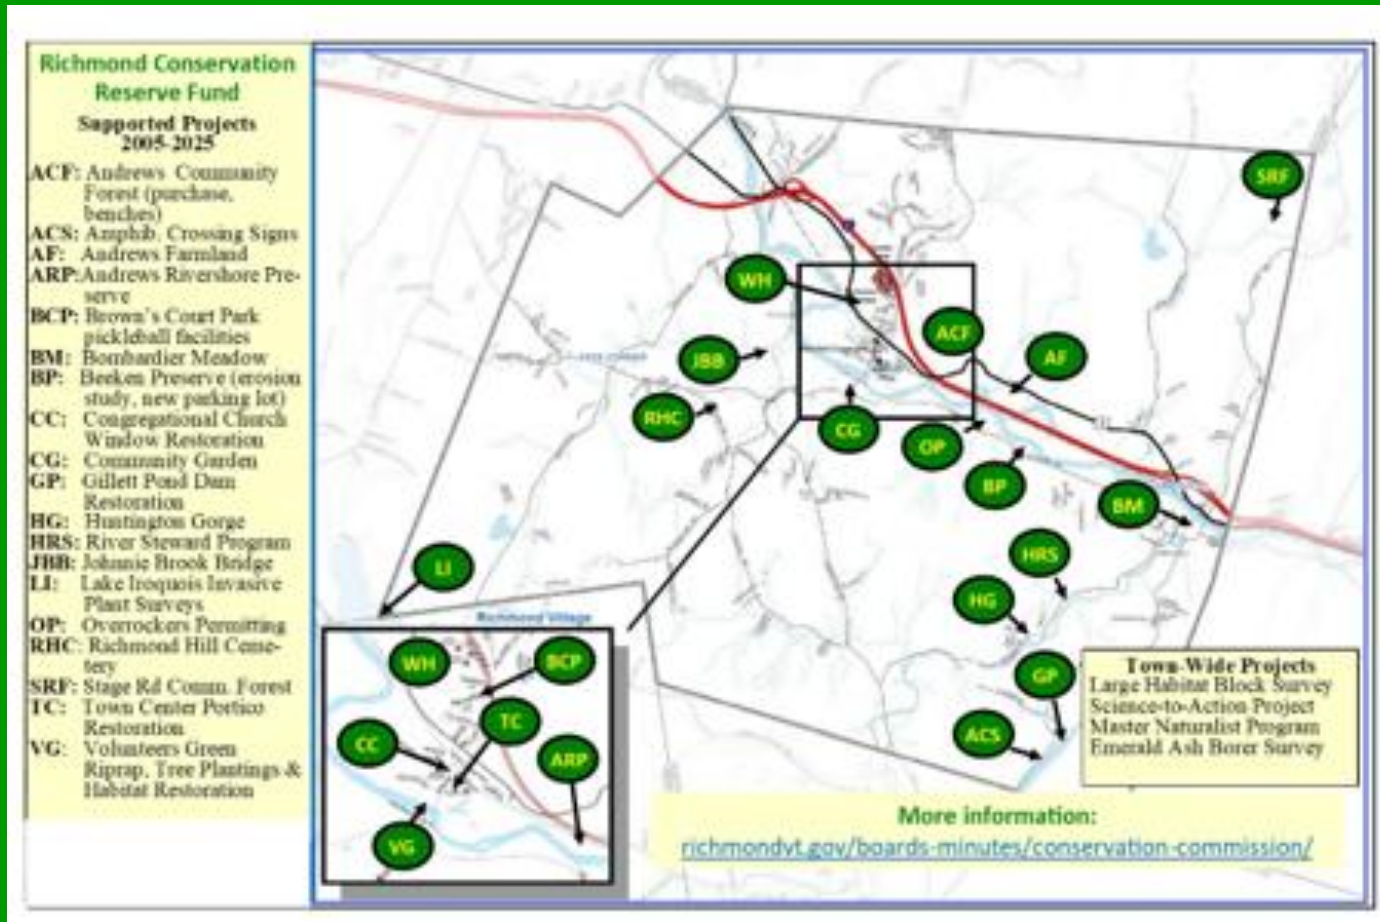 Richmond Conservation
Reserve Fund
Supported Projects
2005-2025
ACF: Andrews Community
Forest (purchase,
benches)
ACS: Amphib. Crossing Signs
AF: Andrews Farmland
ARP: Andrews Rivershore Pre-
serve
BCP: Brown's Court Park
pickleball facilities
BM: Bombardier Meadow
BP: Beeken Preserve (erosion
study, new parking lot)
CC: Congregational Church
Window Restoration
CG: Community Garden
GP: Gillett Pond Dam
Restoration
HG: Huntington Gorge
HRS: River Steward Program
JBB: Johnnie Brook Bridge
LI: Lake Iroquois Invasive
Plant Surveys
OP: Overrockers Permitting
RHC: Richmond Hill Ceme-
tery
SRF: Stage Rd Comm. Forest
TC: Town Center Portico
Restoration
VG: Volunteers Green
Riprap, Tree Plantings &
Habitat Restoration
SRF
WH
ACF
JBB
AF
RHC
CG
OP
BP
BM
HRS
LI
HG
GP
ACS
Richmond Village
WH
BCP
TC
CC
ARP
VG
Town-Wide Projects
Large Habitat Block Survey
Science-to-Action Project
Master Naturalist Program
Emerald Ash Borer Survey
More information:
richmondvt.gov/boards-minutes/conservation-commission/